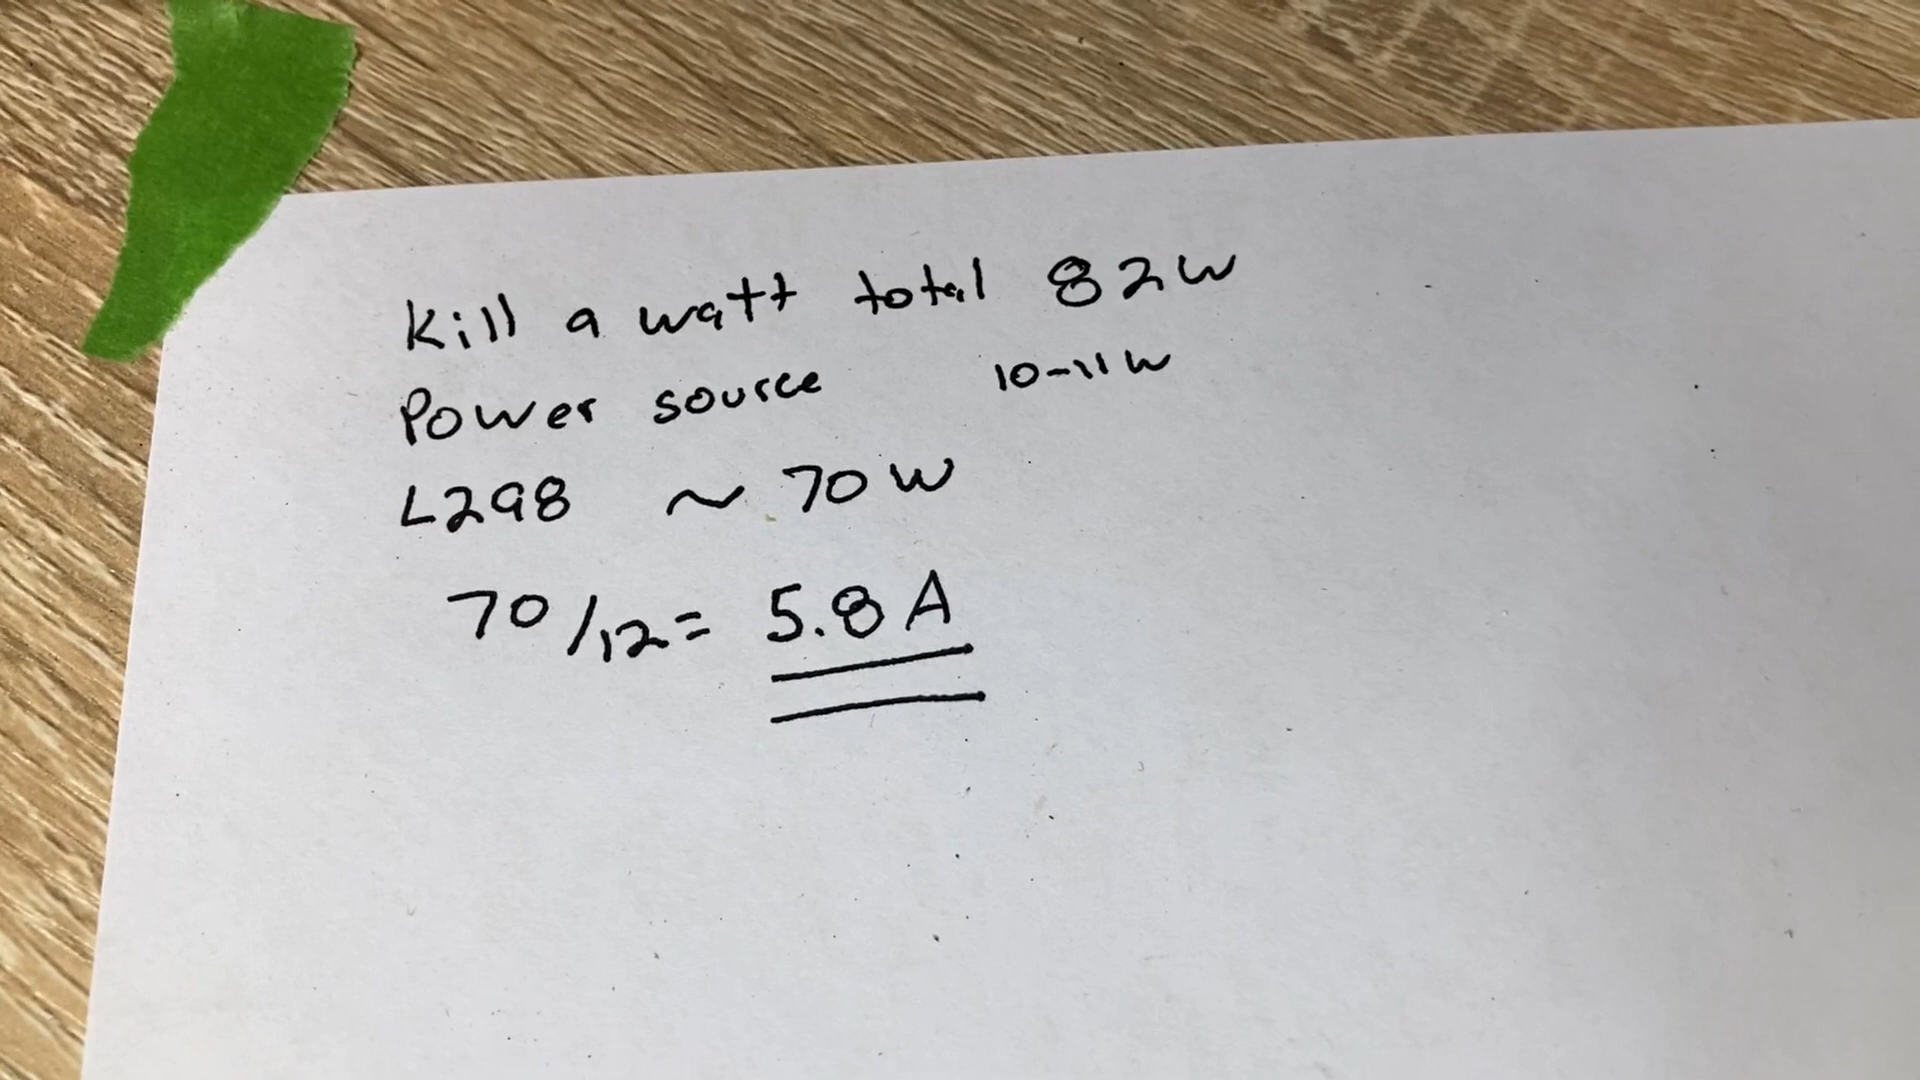 Kill a watt total 82W
Power source 10-11W
L298 ~ 70W
70/12 = 5.8A